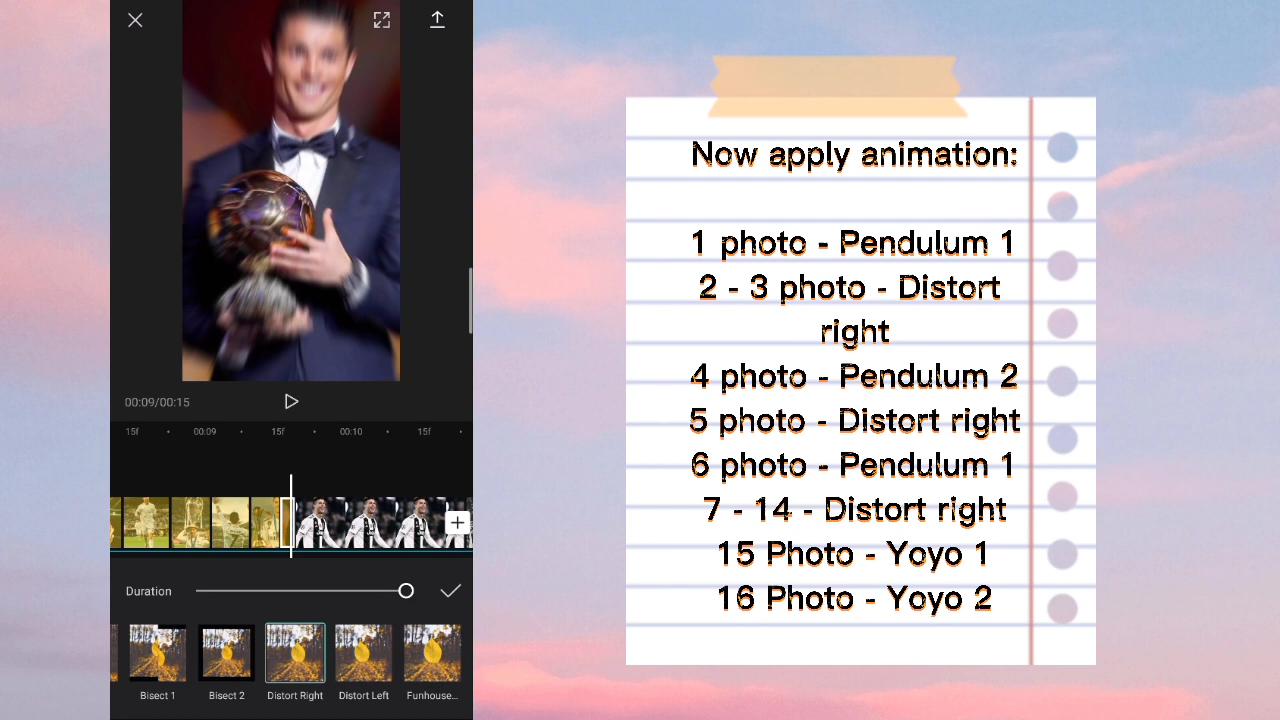 00:09/00:15
15f
00:09
15f
00:10
15f
Duration
Bisect 1
Bisect 2
Distort Right
Distort Left
Funhouse...
Now apply animation:
1 photo - Pendulum 1
2 - 3 photo - Distort
right
4 photo - Pendulum 2
5 photo - Distort right
6 photo - Pendulum 1
7 - 14 - Distort right
15 Photo - Yoyo 1
16 Photo - Yoyo 2